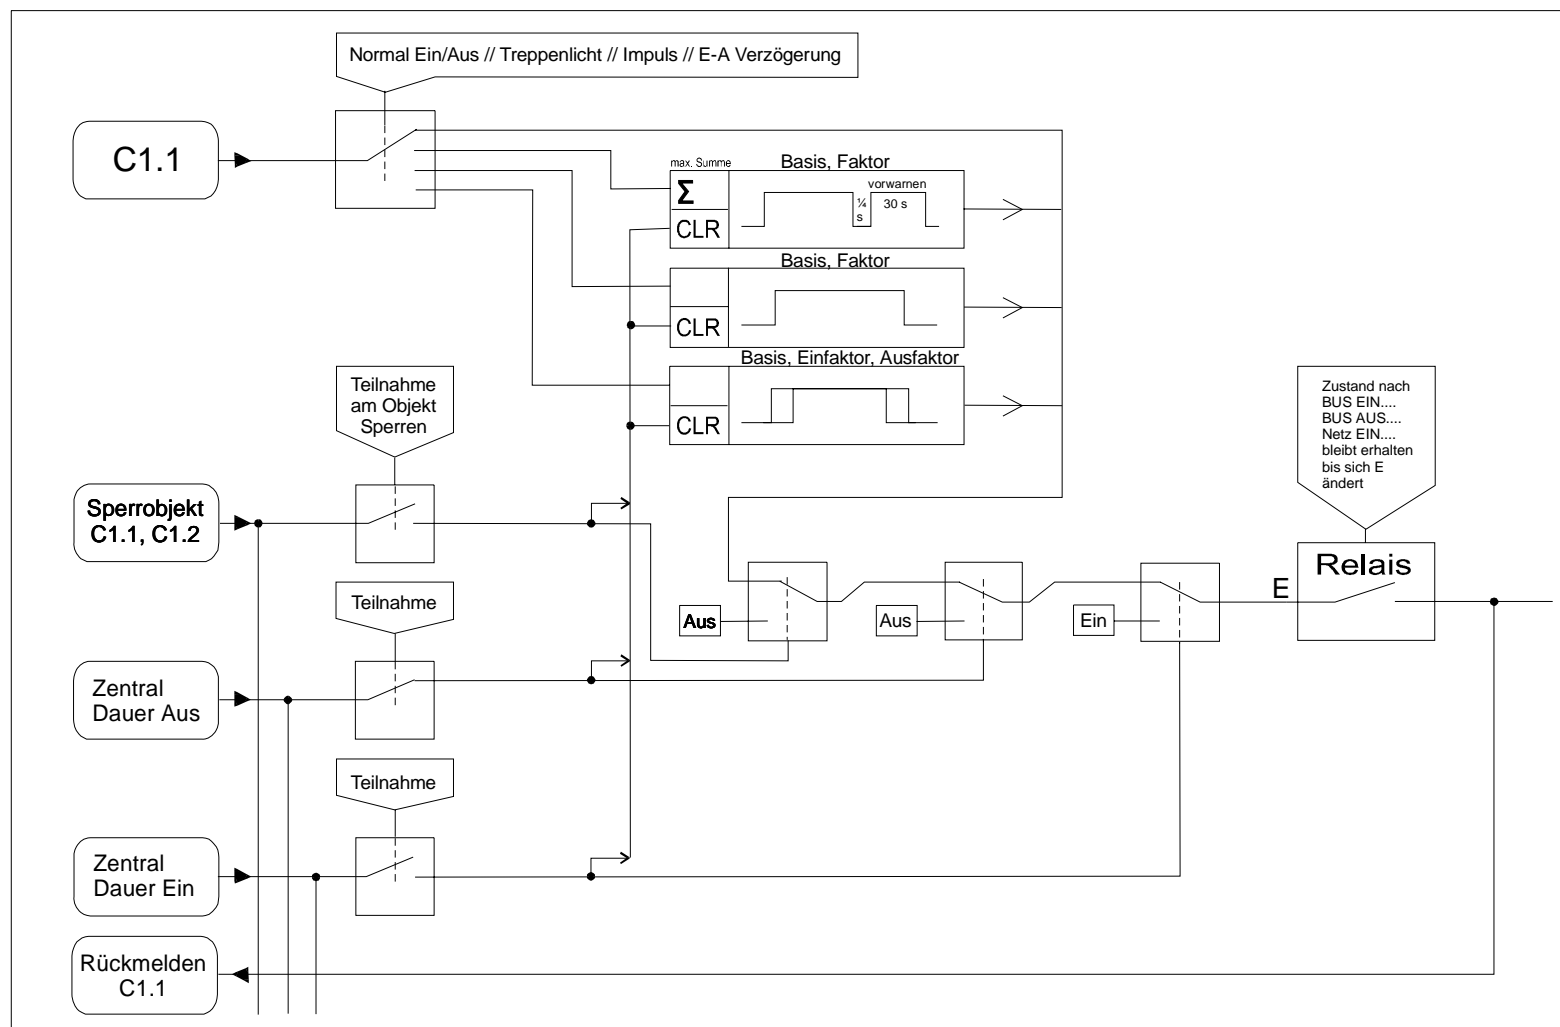 Normal Ein/Aus // Treppenlicht // Impuls // E-A Verzögerung
C1.1
max. Summe
Basis, Faktor
Σ
CLR
vorwarnen
¼
s
30 s
Basis, Faktor
CLR
Basis, Einfaktor, Ausfaktor
CLR
Teilnahme
am Objekt
Sperren
Zustand nach
BUS EIN....
BUS AUS....
Netz EIN....
bleibt erhalten
bis sich E
ändert
Sperrobjekt
C1.1, C1.2
Relais
E
Teilnahme
Aus
Aus
Ein
Zentral
Dauer Aus
Teilnahme
Zentral
Dauer Ein
Rückmelden
C1.1